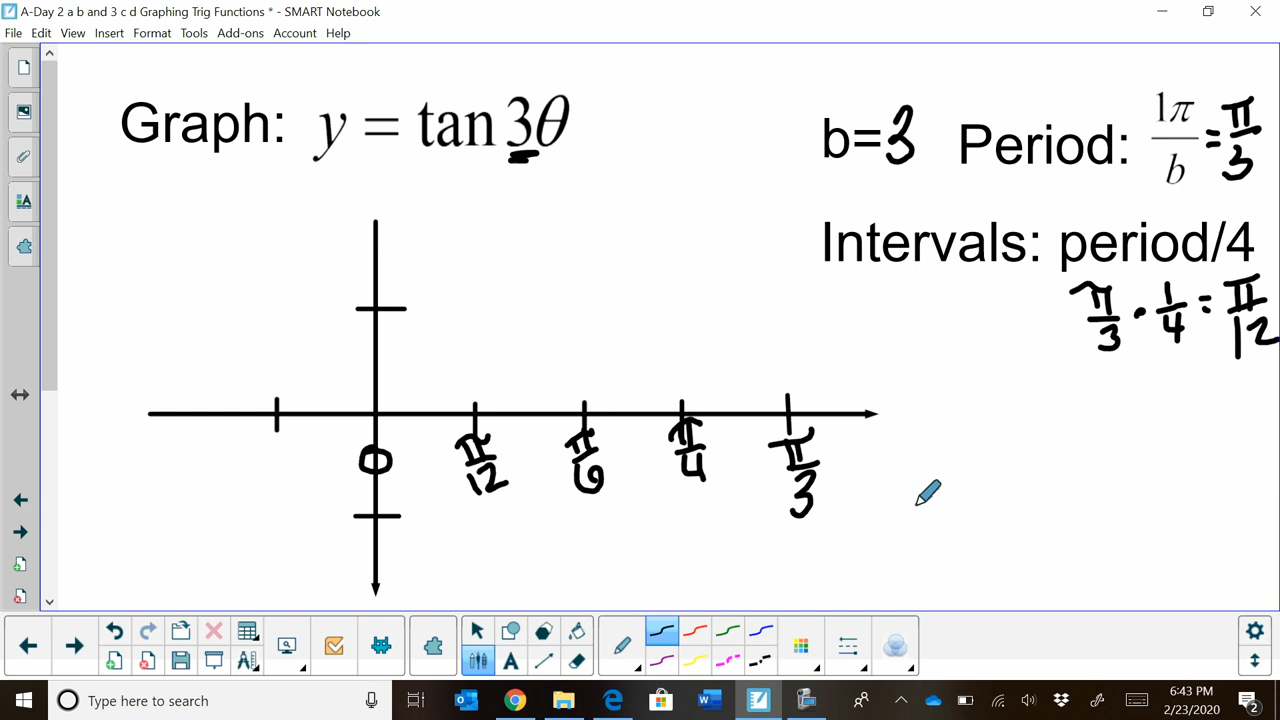 A-Day 2 a b and 3 c d Graphing Trig Functions * - SMART Notebook
File Edit View Insert Format Tools Add-ons Account Help
Graph: y = tan 3θ
b=3 Period: 1π/b = π/3
Intervals: period/4
π/3 · 1/4 = π/12
0 π/12 π/6 π/4 π/3
Type here to search
6:43 PM
2/23/2020
2